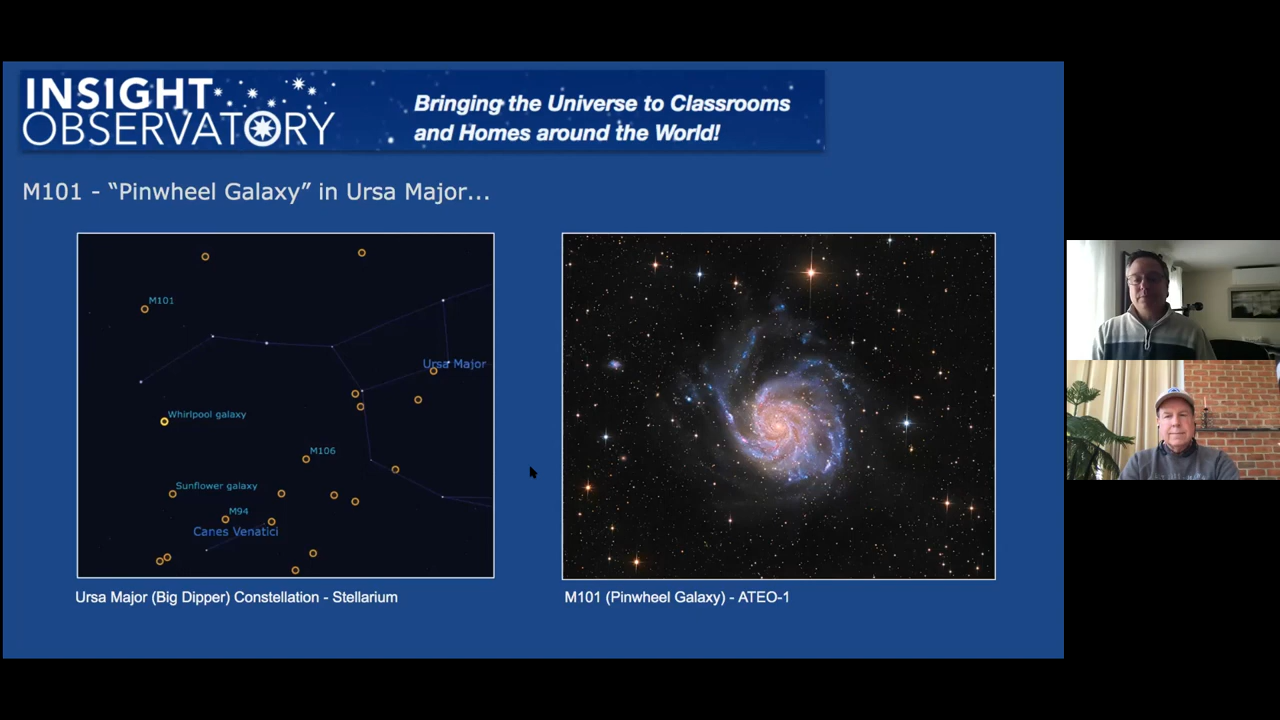 INSIGHT
OBSERVATORY
Bringing the Universe to Classrooms
and Homes around the World!
M101 - “Pinwheel Galaxy” in Ursa Major...
M101
Ursa Major
Whirlpool galaxy
M106
Sunflower galaxy
M94
Canes Venatici
Ursa Major (Big Dipper) Constellation - Stellarium
M101 (Pinwheel Galaxy) - ATEO-1